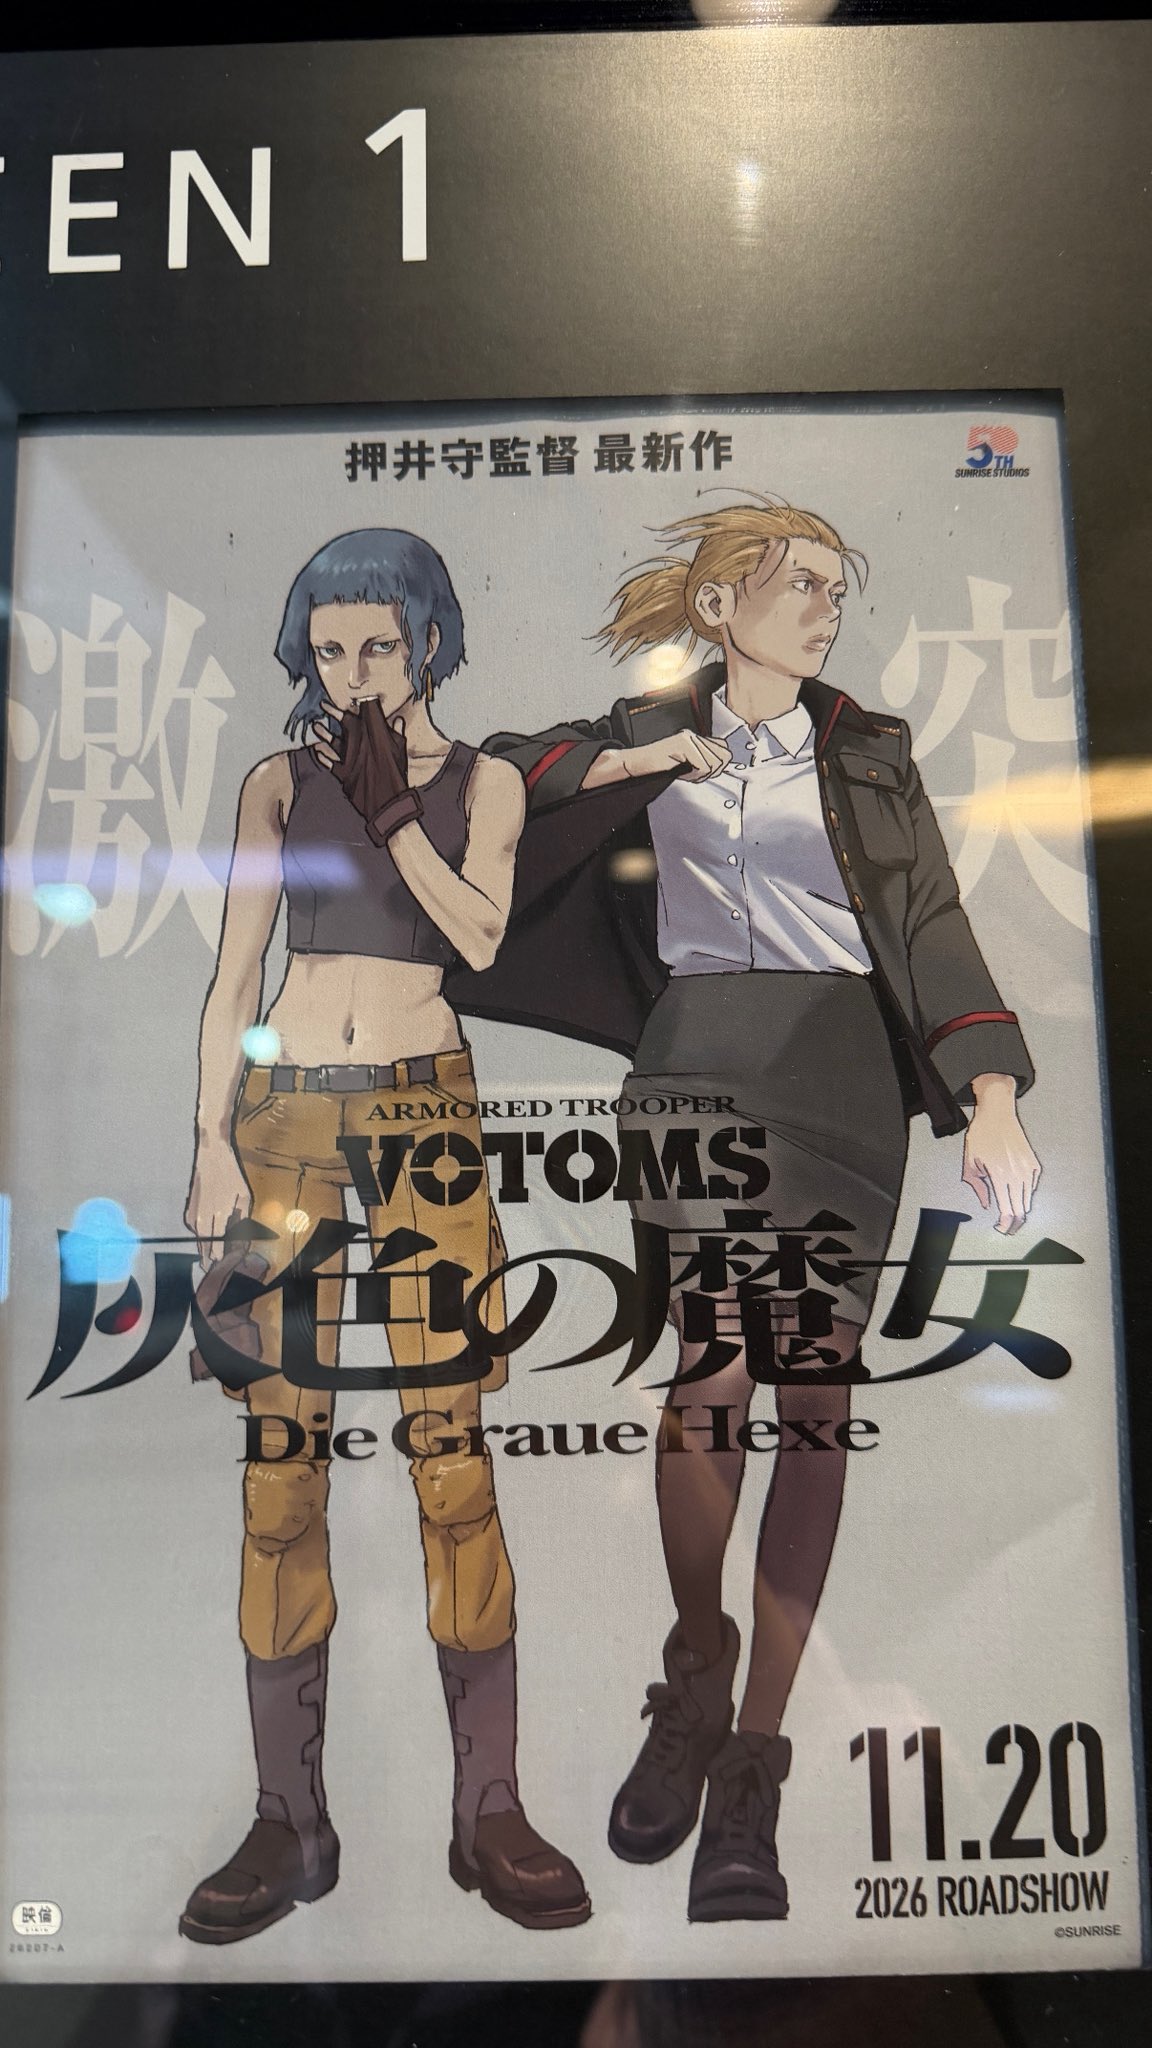 EN 1
押井守監督 最新作
50TH
SUNRISE STUDIOS
激突
ARMORED TROOPER
VOTOMS
灰色の魔女
Die Graue Hexe
11.20
2026 ROADSHOW
©SUNRISE
映倫